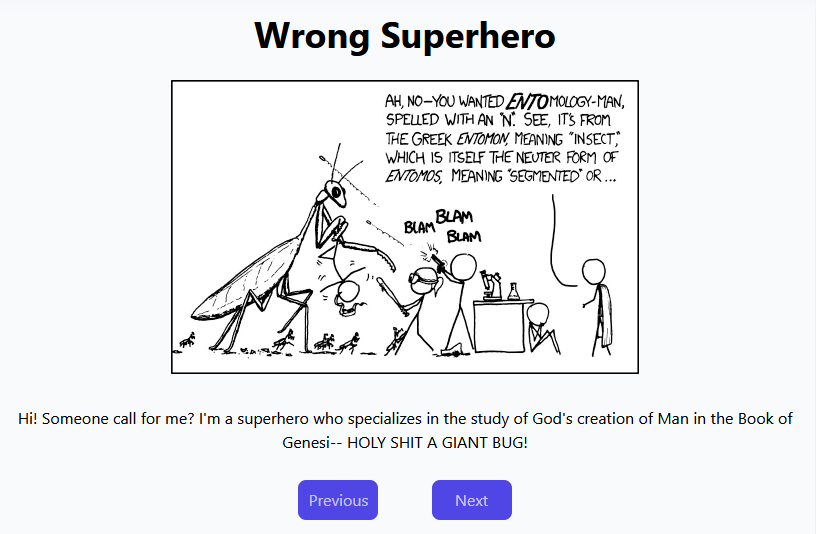 Wrong Superhero
AH, NO—YOU WANTED ENTOMOLOGY-MAN,
SPELLED WITH AN "N". SEE, IT'S FROM
THE GREEK ENTOMON, MEANING "INSECT,"
WHICH IS ITSELF THE NEUTER FORM OF
ENTOMOS, MEANING "SEGMENTED" OR ...
BLAM
BLAM
BLAM
Hi! Someone call for me? I'm a superhero who specializes in the study of God's creation of Man in the Book of
Genesi-- HOLY SHIT A GIANT BUG!
Previous
Next